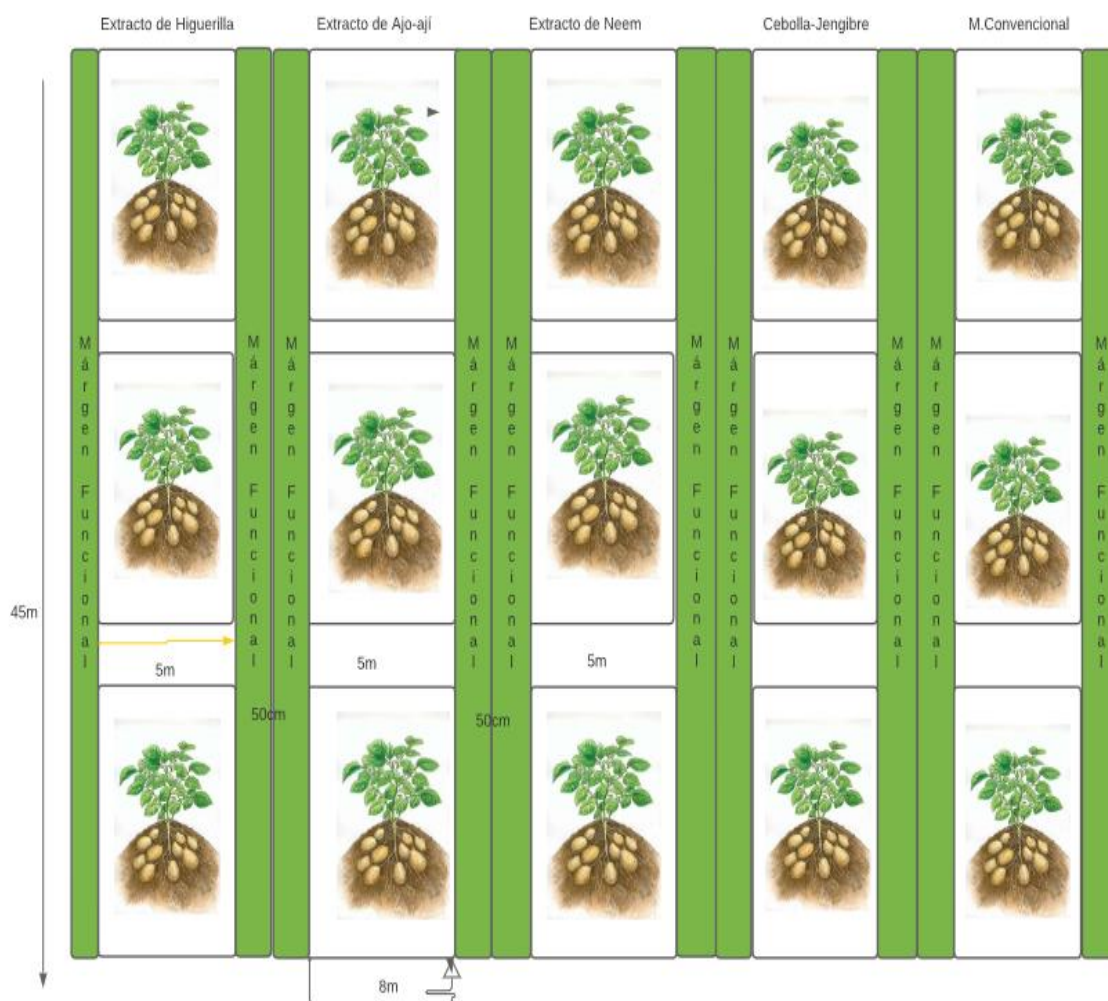 Extracto de Higuerilla
Extracto de Ajo-ají
Extracto de Neem
Cebolla-Jengibre
M.Convencional
Márgen Funcional
Márgen Funcional
Márgen Funcional
Márgen Funcional
Márgen Funcional
Márgen Funcional
Márgen Funcional
Márgen Funcional
Márgen Funcional
Márgen Funcional
45m
5m
5m
5m
50cm
50cm
8m